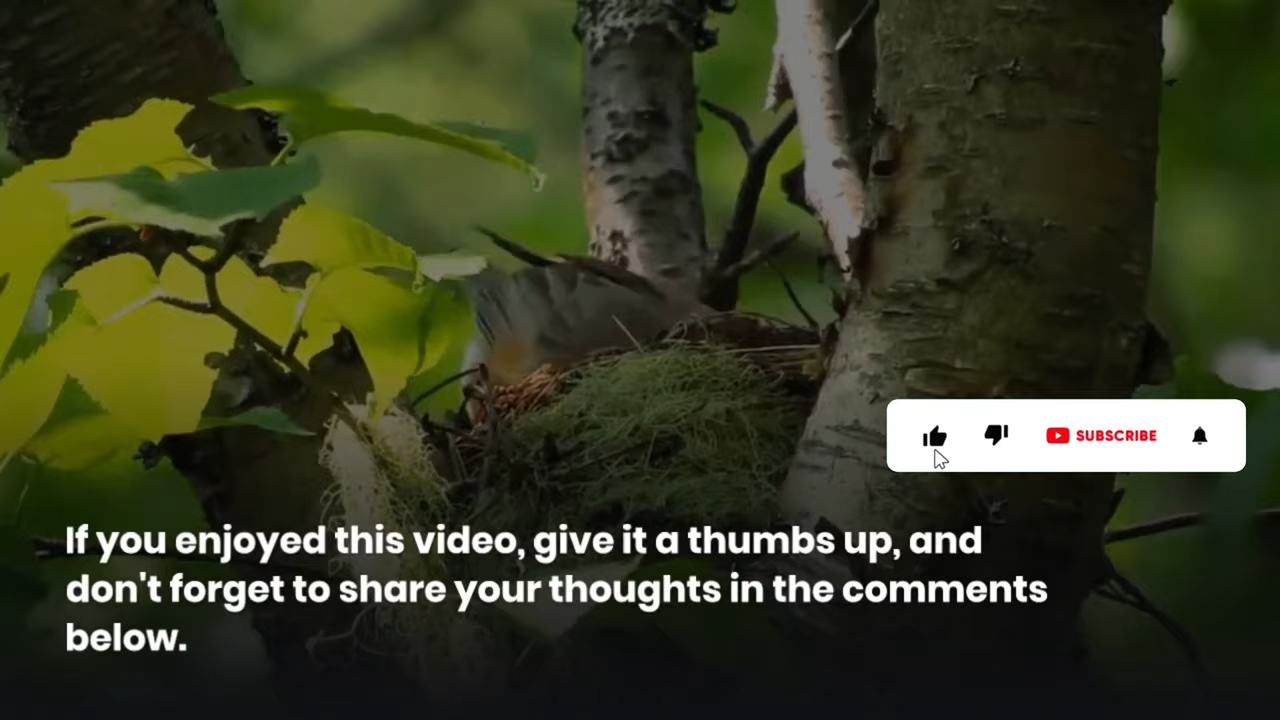 SUBSCRIBE
If you enjoyed this video, give it a thumbs up, and
don't forget to share your thoughts in the comments
below.